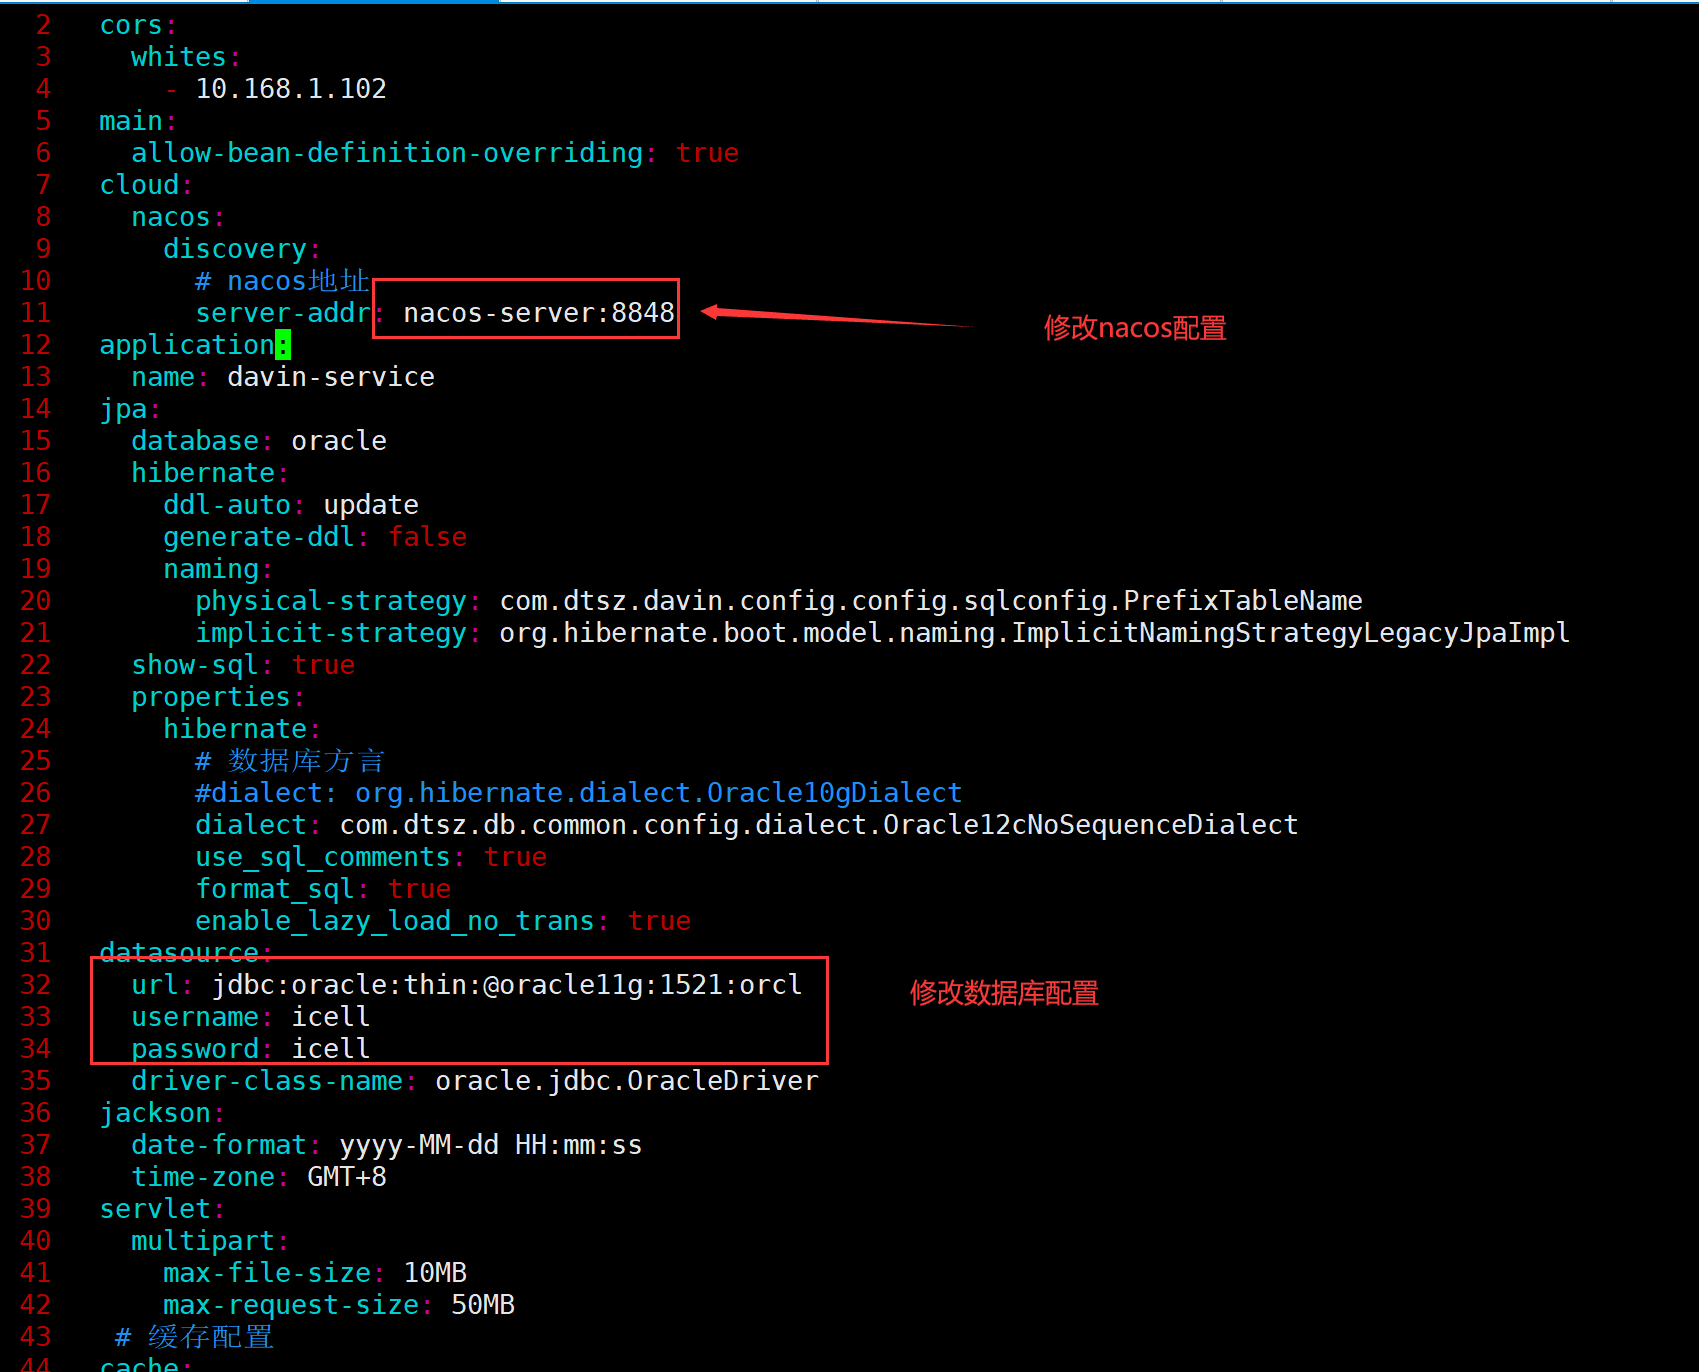 2 cors:
3 whites:
4 - 10.168.1.102
5 main:
6 allow-bean-definition-overriding: true
7 cloud:
8 nacos:
9 discovery:
10 # nacos地址
11 server-addr: nacos-server:8848
修改nacos配置
12 application:
13 name: davin-service
14 jpa:
15 database: oracle
16 hibernate:
17 ddl-auto: update
18 generate-ddl: false
19 naming:
20 physical-strategy: com.dtsz.davin.config.config.sqlconfig.PrefixTableName
21 implicit-strategy: org.hibernate.boot.model.naming.ImplicitNamingStrategyLegacyJpaImpl
22 show-sql: true
23 properties:
24 hibernate:
25 # 数据库方言
26 #dialect: org.hibernate.dialect.Oracle10gDialect
27 dialect: com.dtsz.db.common.config.dialect.Oracle12cNoSequenceDialect
28 use_sql_comments: true
29 format_sql: true
30 enable_lazy_load_no_trans: true
31 datasource:
32 url: jdbc:oracle:thin:@oracle11g:1521:orcl
修改数据库配置
33 username: icell
34 password: icell
35 driver-class-name: oracle.jdbc.OracleDriver
36 jackson:
37 date-format: yyyy-MM-dd HH:mm:ss
38 time-zone: GMT+8
39 servlet:
40 multipart:
41 max-file-size: 10MB
42 max-request-size: 50MB
43 # 缓存配置
44 cache: